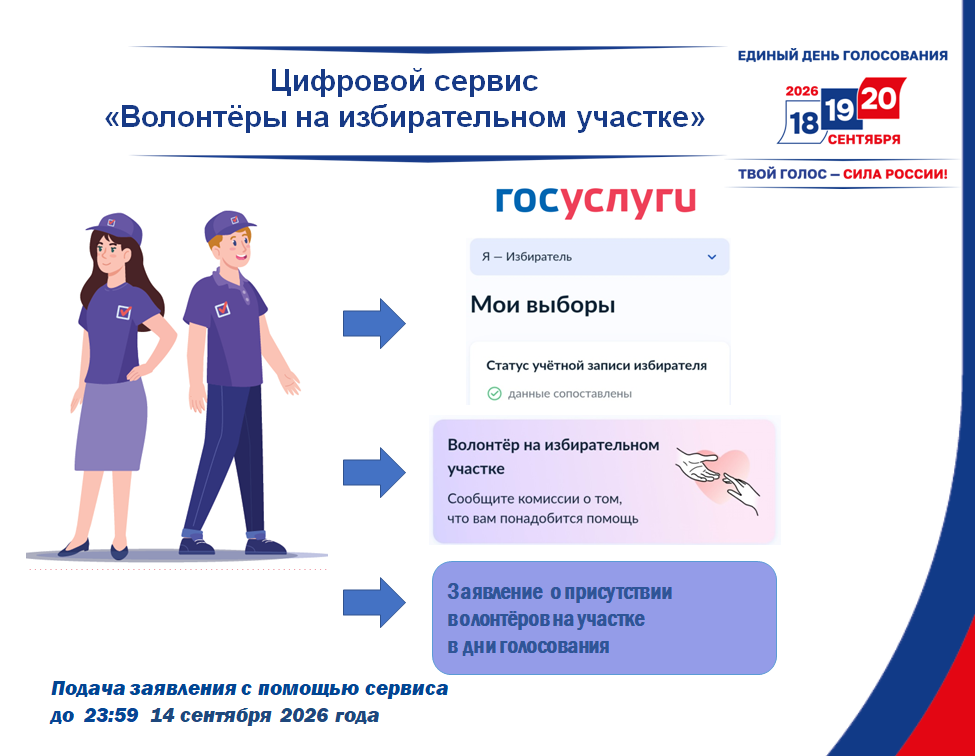 Цифровой сервис
«Волонтёры на избирательном участке»
ЕДИНЫЙ ДЕНЬ ГОЛОСОВАНИЯ
2026
18 19 20
СЕНТЯБРЯ
ТВОЙ ГОЛОС – СИЛА РОССИИ!
госуслуги
Я — Избиратель
Мои выборы
Статус учётной записи избирателя
данные сопоставлены
Волонтёр на избирательном
участке
Сообщите комиссии о том,
что вам понадобится помощь
Заявление о присутствии
волонтёров на участке
в дни голосования
Подача заявления с помощью сервиса
до 23:59 14 сентября 2026 года